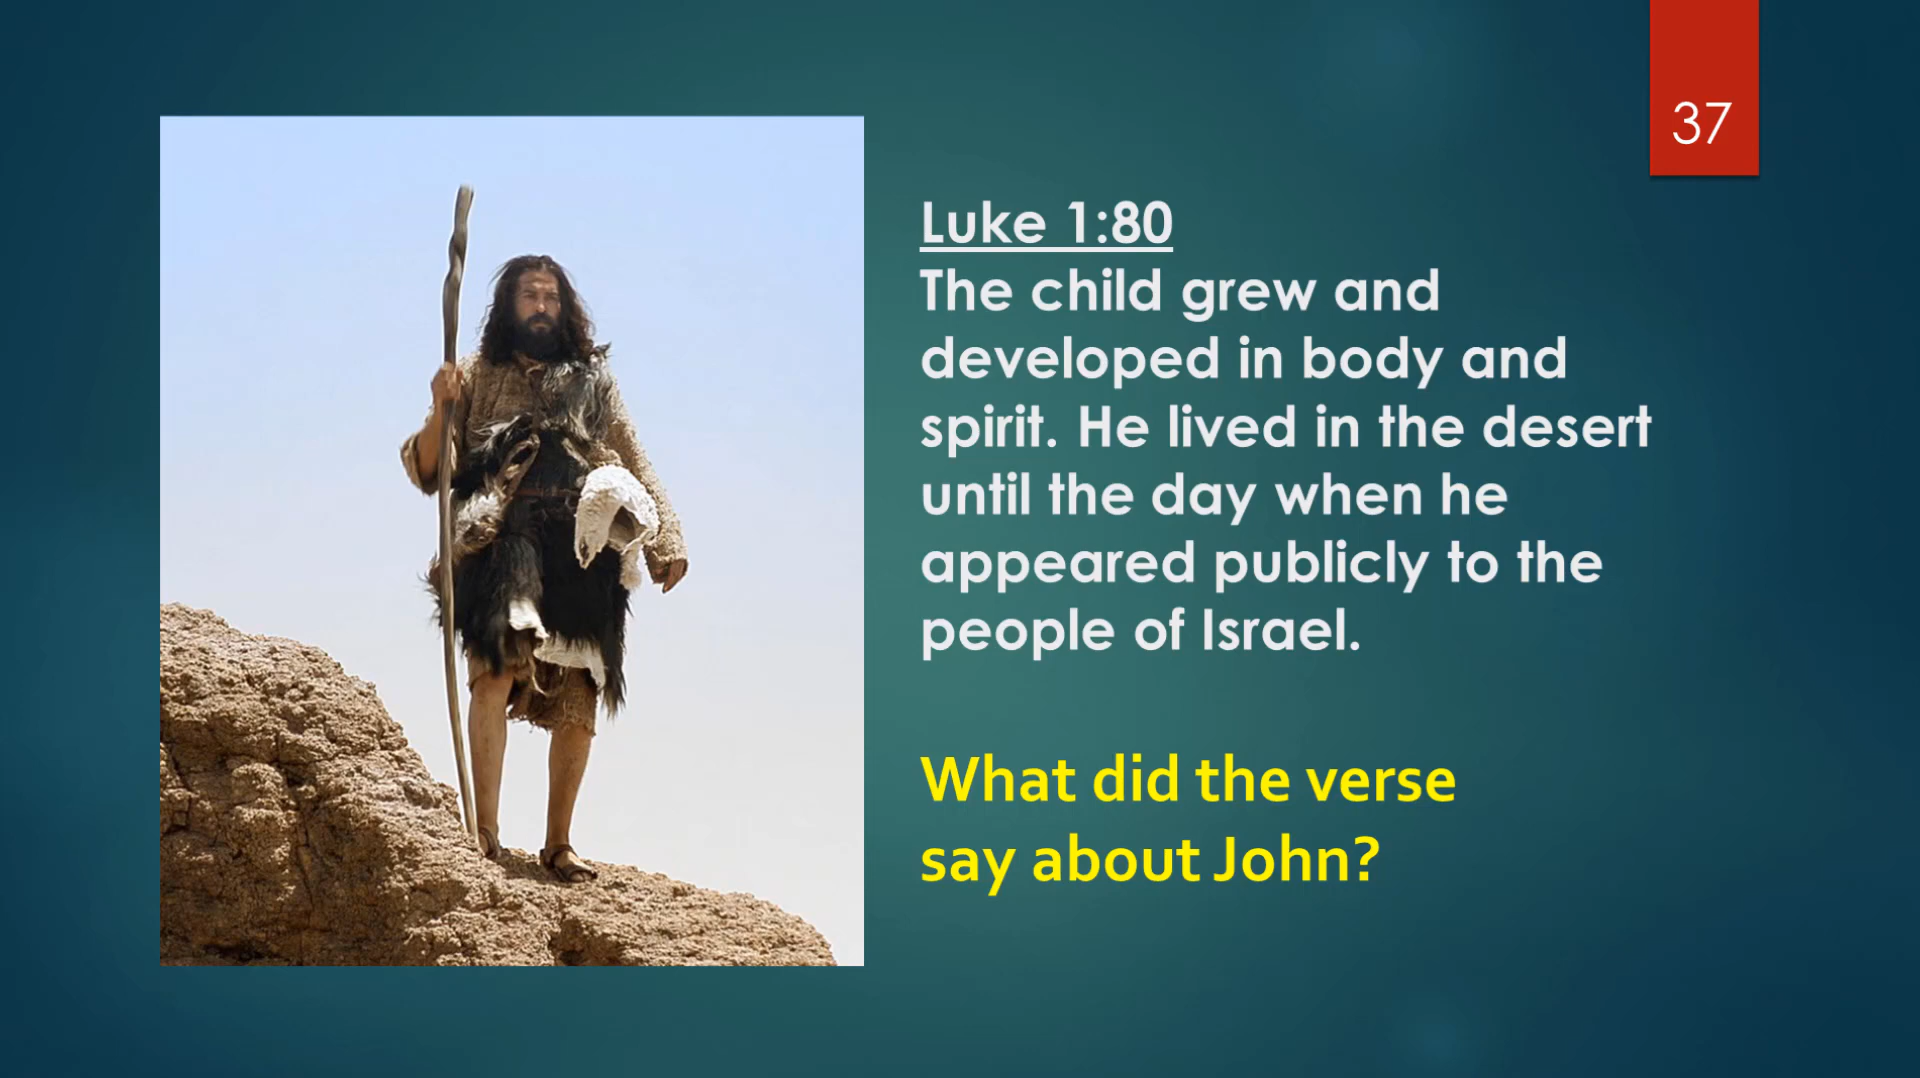 37
Luke 1:80
The child grew and
developed in body and
spirit. He lived in the desert
until the day when he
appeared publicly to the
people of Israel.
What did the verse
say about John?